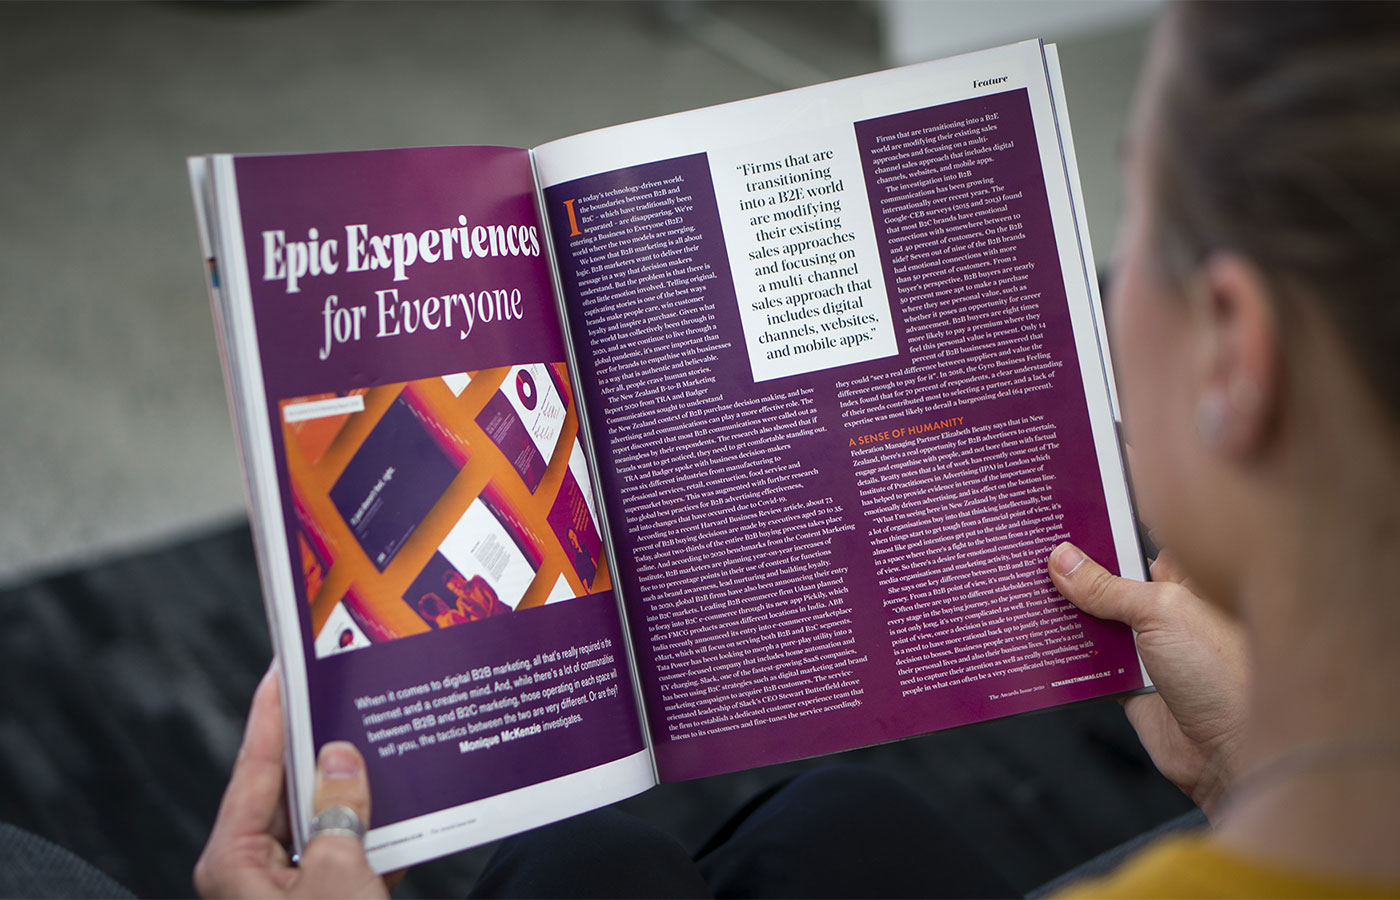 Epic Experiences
for Everyone
When it comes to digital B2B marketing, all that's really required is the
internet and a creative mind. And, while there's a lot of commonalities
between B2B and B2C marketing, those operating in each space will
tell you, the tactics between the two are very different. Or are they?
Monique McKenzie investigates.
Feature
In today's technology-driven world,
the boundaries between B2B and
B2C – which have traditionally been
separated – are disappearing. We're
entering a Business to Everyone (B2E)
world where the two models are merging.
We know that B2B marketing is all about
logic. B2B marketers want to deliver their
message in a way that decision makers
understand. But the problem is that there is
often little emotion involved. Telling original,
captivating stories is one of the best ways
brands make people care, win customer
loyalty and inspire a purchase. Given what
the world has collectively been through in
2020, and as we continue to live through a
global pandemic, it's more important than
ever for brands to empathise with businesses
in a way that is authentic and believable.
After all, people crave human stories.
The New Zealand B-to-B Marketing
Report 2020 from TRA and Badger
Communications sought to understand
the New Zealand context of B2B purchase decision making, and how
advertising and communications can play a more effective role. The
report discovered that most B2B communications were called out as
meaningless by their respondents. The research also showed that if
brands want to get noticed, they need to get comfortable standing out.
TRA and Badger spoke with business decision-makers
across six different industries from manufacturing to
professional services, retail, construction, food service and
supermarket buyers. This was augmented with further research
into global best practices for B2B advertising effectiveness,
and into changes that have occurred due to Covid-19.
According to a recent Harvard Business Review article, about 73
percent of B2B buying decisions are made by executives aged 20 to 35.
Today, about two-thirds of the entire B2B buying process takes place
online. And according to 2020 benchmarks from the Content Marketing
Institute, B2B marketers are planning year-on-year increases of
five to 10 percentage points in their use of content for functions
such as brand awareness, lead nurturing and building loyalty.
In 2020, global B2B firms have also been announcing their entry
into B2C markets. Leading B2B ecommerce firm Udaan planned
to foray into B2C e-commerce through its new app Pickily, which
offers FMCG products across different locations in India. ABB
India recently announced its entry into e-commerce marketplace
eMart, which will focus on serving both B2B and B2C segments.
Tata Power has been looking to morph a pure-play utility into a
customer-focused company that includes home automation and
EV charging. Slack, one of the fastest-growing SaaS companies,
has been using B2C strategies such as digital marketing and brand
marketing campaigns to acquire B2B customers. The service-
orientated leadership of Slack's CEO Stewart Butterfield drove
the firm to establish a dedicated customer experience team that
listens to its customers and fine-tunes the service accordingly.
“Firms that are
transitioning
into a B2E world
are modifying
their existing
sales approaches
and focusing on
a multi-channel
sales approach that
includes digital
channels, websites,
and mobile apps.”
Firms that are transitioning into a B2E
world are modifying their existing sales
approaches and focusing on a multi-
channel sales approach that includes digital
channels, websites, and mobile apps.
The investigation into B2B
communications has been growing
internationally over recent years. The
Google-CEB surveys (2015 and 2013) found
that most B2C brands have emotional
connections with somewhere between 10
and 40 percent of customers. On the B2B
side? Seven out of nine of the B2B brands
had emotional connections with more
than 50 percent of customers. From a
buyer's perspective, B2B buyers are nearly
50 percent more apt to make a purchase
where they see personal value, such as
whether it poses an opportunity for career
advancement. B2B buyers are eight times
more likely to pay a premium where they
feel this personal value is present. Only 14
percent of B2B businesses answered that
they could “see a real difference between suppliers and value the
difference enough to pay for it”. In 2018, the Gyro Business Feeling
Index found that for 70 percent of respondents, a clear understanding
of their needs contributed most to selecting a partner, and a lack of
expertise was most likely to derail a burgeoning deal (64 percent).
A SENSE OF HUMANITY
Federation Managing Partner Elizabeth Beatty says that in New
Zealand, there's a real opportunity for B2B advertisers to entertain,
engage and empathise with people, and not bore them with factual
details. Beatty notes that a lot of work has recently come out of The
Institute of Practitioners in Advertising (IPA) in London which
has helped to provide evidence in terms of the importance of
emotionally driven advertising, and its effect on the bottom line.
“What I'm seeing here in New Zealand by the same token is
a lot of organisations buy into that thinking intellectually, but
when things start to get tough from a financial point of view, it's
almost like good intentions get put to the side and things end up
in a space where there's a fight to the bottom from a price point
of view. So there's a desire for emotional connection throughout
media organisations and marketing activity, but it is period
She says one key difference between B2B and B2C is the
journey. From a B2B point of view, it's much longer than
“Often there are up to 10 different stakeholders involved
every stage in the buying journey, so the journey in its en
is not only long, it's very complicated as well. From a human
point of view, once a decision is made to purchase, then there
is a need to have more rational back up to justify the purchase
decision to bosses. Business people are very time poor, both in
their personal lives and also their business lives. There's a real
need to capture their attention as well as really empathising with
people in what can often be a very complicated buying process.” >
The Awards Issue 2020 | NZMARKETINGMAG.CO.NZ | 81